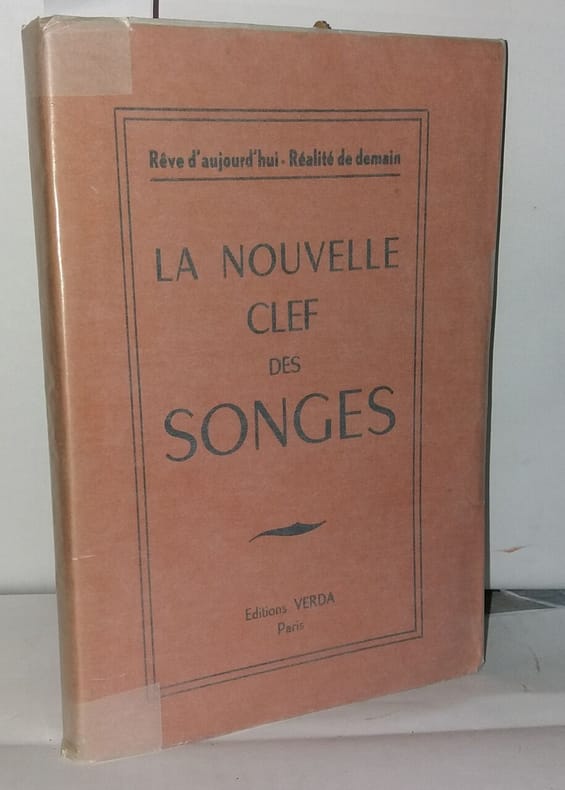 Rêve d'aujourd'hui - Réalité de demain
LA NOUVELLE
CLEF
DES
SONGES
Editions VERDA
Paris